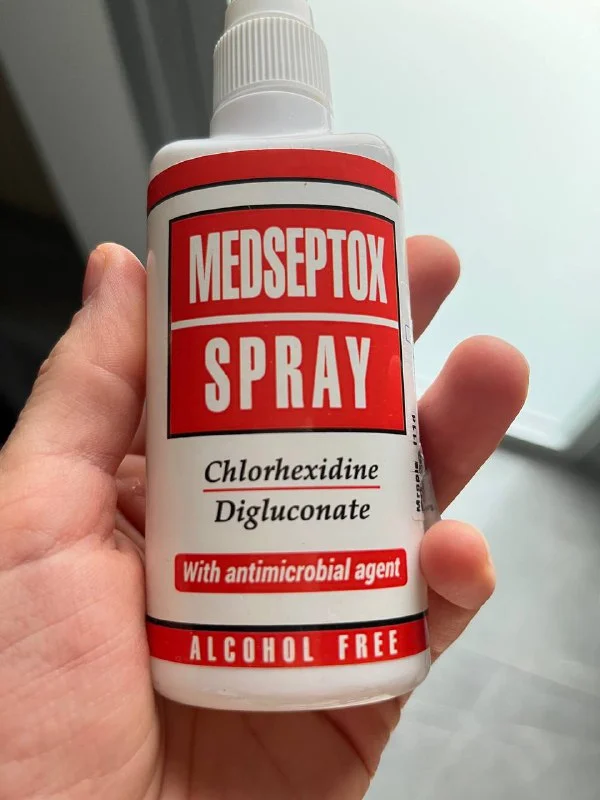 MEDSEPTOX
SPRAY
Chlorhexidine
Digluconate
With antimicrobial agent
ALCOHOL FREE